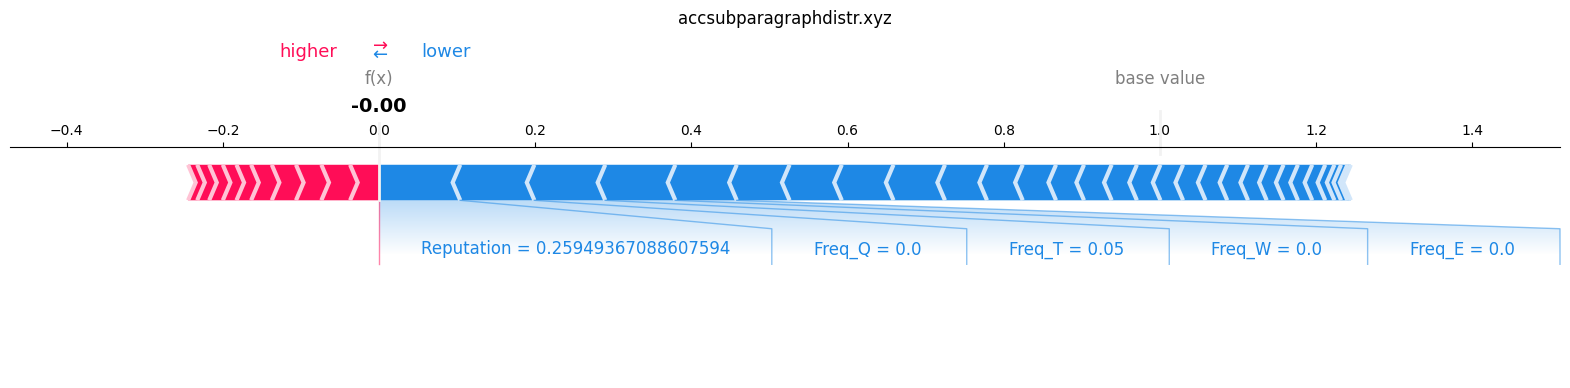 accsubparagraphdistr.xyz
higher → ← lower
f(x) base value
-0.00
−0.4 −0.2 0.0 0.2 0.4 0.6 0.8 1.0 1.2 1.4
Reputation = 0.25949367088607594 Freq_Q = 0.0 Freq_T = 0.05 Freq_W = 0.0 Freq_E = 0.0